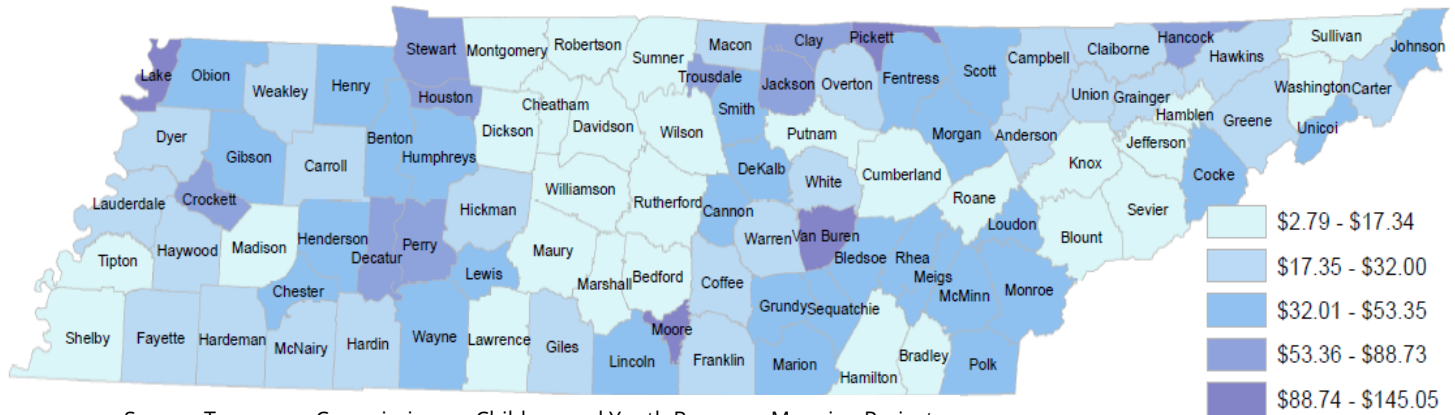 Stewart
Montgomery
Robertson
Sumner
Macon
Clay
Pickett
Hancock
Sullivan
Johnson
Lake
Obion
Weakley
Henry
Houston
Trousdale
Jackson
Overton
Fentress
Scott
Campbell
Claiborne
Hawkins
Washington
Carter
Cheatham
Smith
Union
Grainger
Hamblen
Greene
Unicoi
Dyer
Gibson
Carroll
Benton
Humphreys
Dickson
Davidson
Wilson
Putnam
Morgan
Anderson
Jefferson
Knox
Cocke
Crockett
Lauderdale
Williamson
Rutherford
DeKalb
White
Cumberland
Roane
Sevier
Hickman
Cannon
Loudon
Blount
Tipton
Haywood
Madison
Henderson
Decatur
Perry
Lewis
Maury
Marshall
Bedford
Coffee
Warren
Van Buren
Bledsoe
Rhea
Meigs
McMinn
Monroe
Chester
Moore
Grundy
Sequatchie
Shelby
Fayette
Hardeman
McNairy
Hardin
Wayne
Lawrence
Giles
Lincoln
Franklin
Marion
Hamilton
Bradley
Polk
$2.79 - $17.34
$17.35 - $32.00
$32.01 - $53.35
$53.36 - $88.73
$88.74 - $145.05